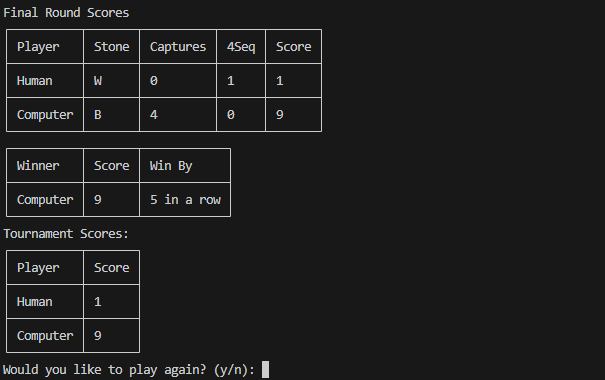 Final Round Scores
Player Stone Captures 4Seq Score
Human W 0 1 1
Computer B 4 0 9
Winner Score Win By
Computer 9 5 in a row
Tournament Scores:
Player Score
Human 1
Computer 9
Would you like to play again? (y/n):